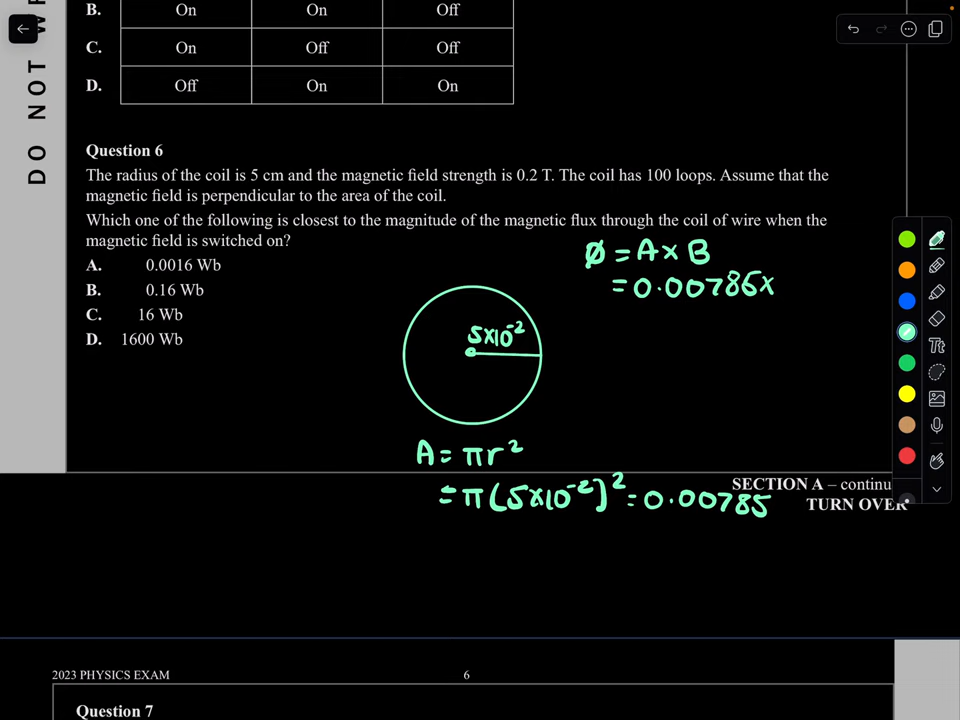 B. On On Off
C. On Off Off
D. Off On On
DO NOT
Question 6
The radius of the coil is 5 cm and the magnetic field strength is 0.2 T. The coil has 100 loops. Assume that the
magnetic field is perpendicular to the area of the coil.
Which one of the following is closest to the magnitude of the magnetic flux through the coil of wire when the
magnetic field is switched on?
A. 0.0016 Wb
B. 0.16 Wb
C. 16 Wb
D. 1600 Wb
Ø = A × B
= 0.00786×
5×10⁻²
A = πr²
= π(5×10⁻²)² = 0.00785
SECTION A – continu
TURN OVER
Tt
2023 PHYSICS EXAM 6
Question 7